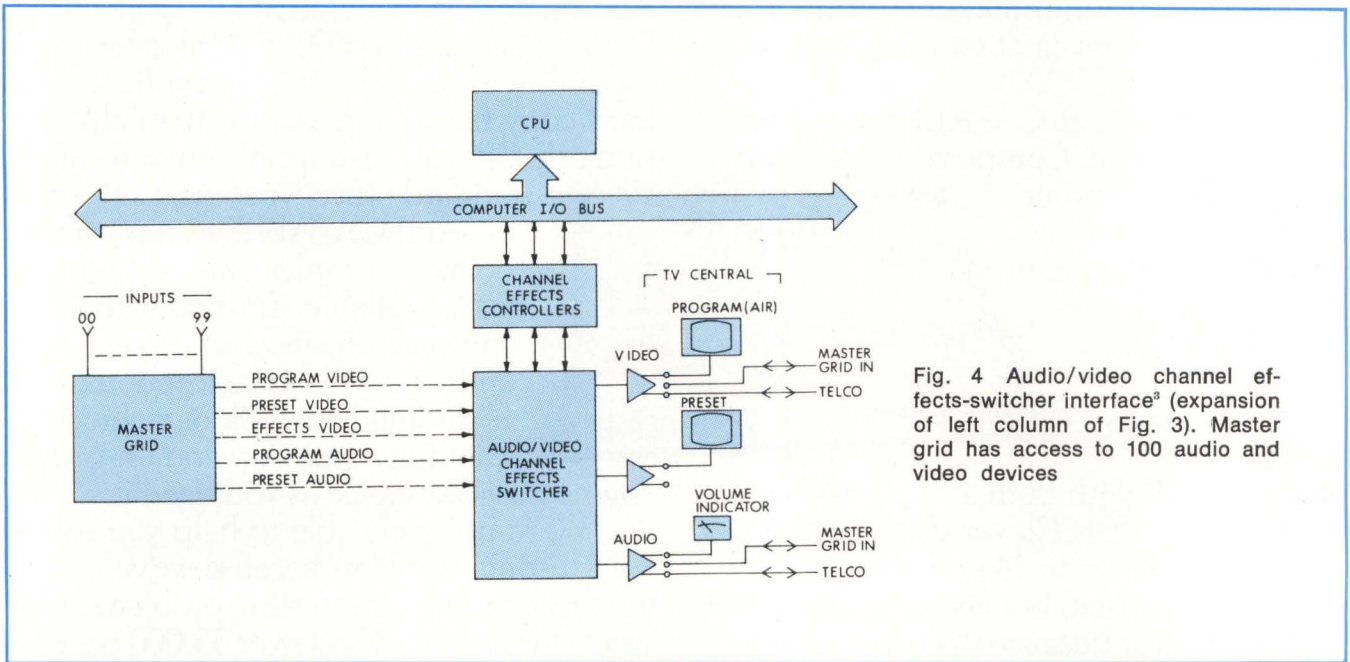 CPU
COMPUTER I/O BUS
INPUTS
00 99
MASTER
GRID
PROGRAM VIDEO
PRESET VIDEO
EFFECTS VIDEO
PROGRAM AUDIO
PRESET AUDIO
CHANNEL
EFFECTS
CONTROLLERS
AUDIO/VIDEO
CHANNEL
EFFECTS
SWITCHER
TV CENTRAL
PROGRAM (AIR)
VIDEO
MASTER
GRID IN
TELCO
PRESET
VOLUME
INDICATOR
AUDIO
MASTER
GRID IN
TELCO
Fig. 4 Audio/video channel ef-
fects-switcher interface³ (expansion
of left column of Fig. 3). Master
grid has access to 100 audio and
video devices